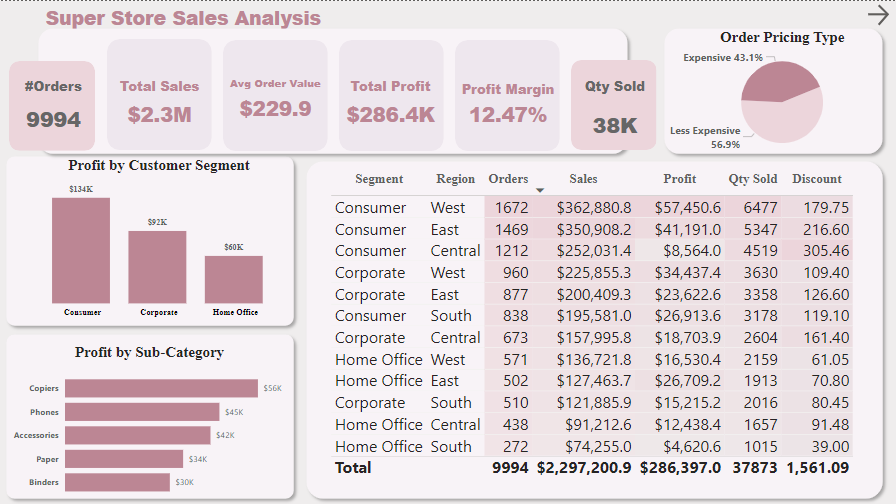 Super Store Sales Analysis
#Orders
9994
Total Sales
$2.3M
Avg Order Value
$229.9
Total Profit
$286.4K
Profit Margin
12.47%
Qty Sold
38K
Order Pricing Type
Expensive 43.1%
Less Expensive
56.9%
Profit by Customer Segment
$134K
$92K
$60K
Consumer Corporate Home Office
Profit by Sub-Category
Copiers $56K
Phones $45K
Accessories $42K
Paper $34K
Binders $30K
Segment Region Orders Sales Profit Qty Sold Discount
Consumer West 1672 $362,880.8 $57,450.6 6477 179.75
Consumer East 1469 $350,908.2 $41,191.0 5347 216.60
Consumer Central 1212 $252,031.4 $8,564.0 4519 305.46
Corporate West 960 $225,855.3 $34,437.4 3630 109.40
Corporate East 877 $200,409.3 $23,622.6 3358 126.60
Consumer South 838 $195,581.0 $26,913.6 3178 119.10
Corporate Central 673 $157,995.8 $18,703.9 2604 161.40
Home Office West 571 $136,721.8 $16,530.4 2159 61.05
Home Office East 502 $127,463.7 $26,709.2 1913 70.80
Corporate South 510 $121,885.9 $15,215.2 2016 80.45
Home Office Central 438 $91,212.6 $12,438.4 1657 91.48
Home Office South 272 $74,255.0 $4,620.6 1015 39.00
Total 9994 $2,297,200.9 $286,397.0 37873 1,561.09